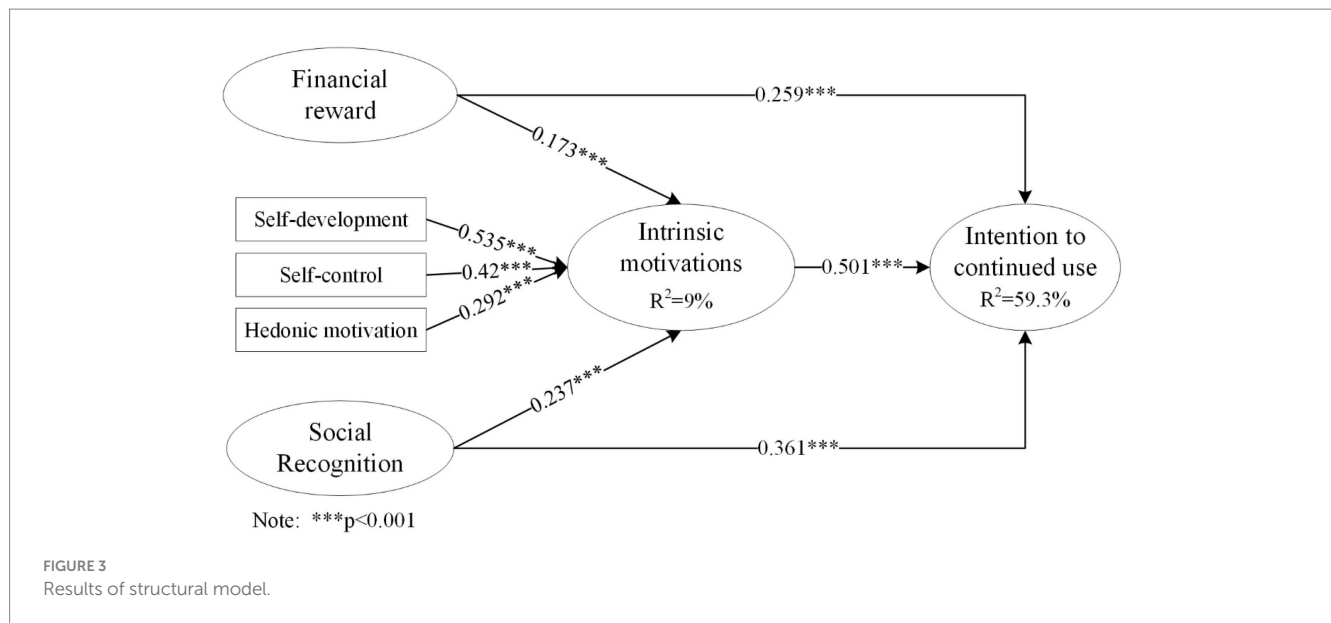 Financial
reward
0.259***
0.173***
Self-development
0.535***
Self-control
0.42***
Hedonic motivation
0.292***
Intrinsic
motivations
R²=9%
0.501***
Intention to
continued use
R²=59.3%
0.237***
Social
Recognition
0.361***
Note: ***p<0.001
FIGURE 3
Results of structural model.